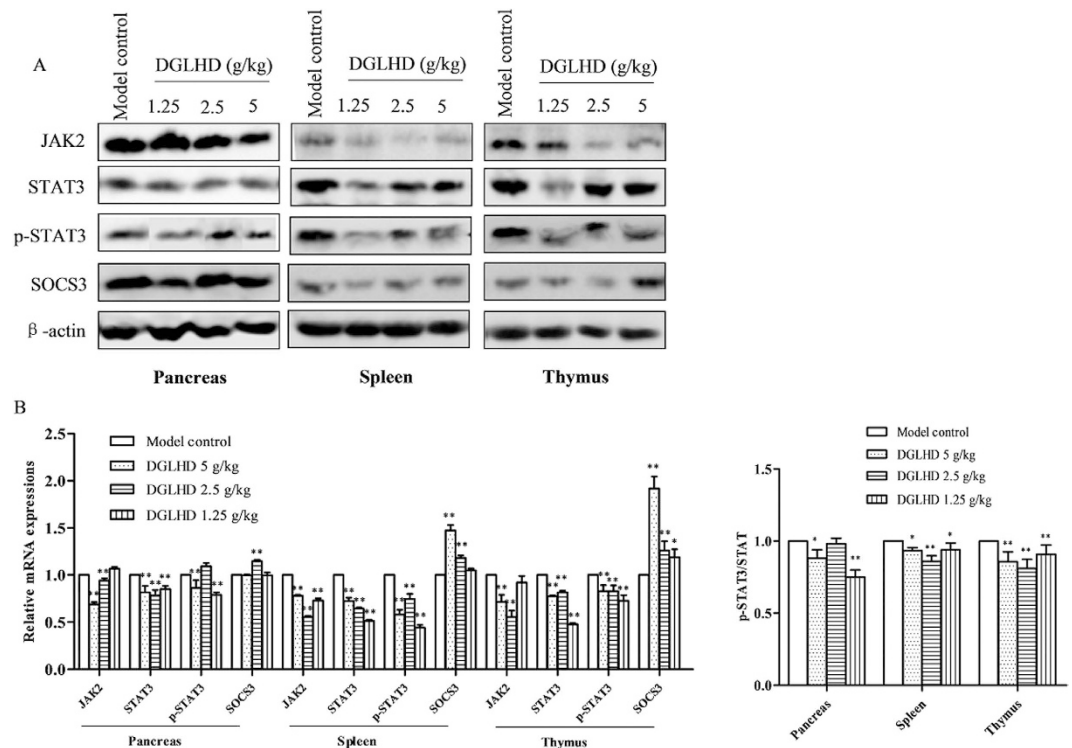 A
Model control
DGLHD (g/kg)
1.25 2.5 5
Model control
DGLHD (g/kg)
1.25 2.5 5
Model control
DGLHD (g/kg)
1.25 2.5 5
JAK2
STAT3
p-STAT3
SOCS3
β-actin
Pancreas Spleen Thymus
B
Relative mRNA expressions
2.5
2.0
1.5
1.0
0.5
0.0
Model control
DGLHD 5 g/kg
DGLHD 2.5 g/kg
DGLHD 1.25 g/kg
** ** ** ** ** ** ** ** ** ** ** ** ** ** ** ** ** ** ** ** ** ** ** ** ** ** ** ** ** ** ** *
JAK2 STAT3 p-STAT3 SOCS3 JAK2 STAT3 p-STAT3 SOCS3 JAK2 STAT3 p-STAT3 SOCS3
Pancreas Spleen Thymus
p-STAT3/STAT
1.5
1.0
0.5
0.0
Model control
DGLHD 5 g/kg
DGLHD 2.5 g/kg
DGLHD 1.25 g/kg
* ** * ** * ** ** **
Pancreas Spleen Thymus